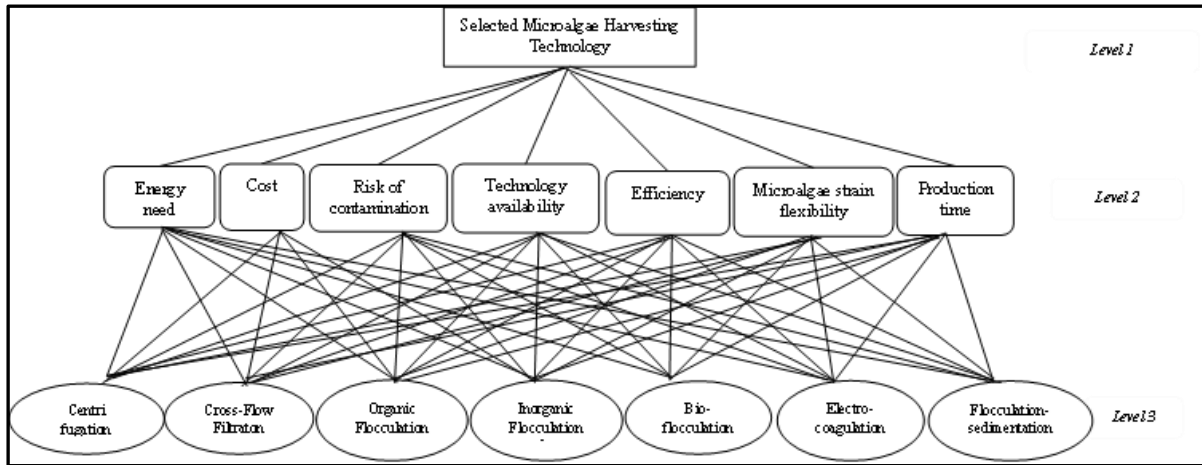 Selected Microalgae Harvesting
Technology
Level 1
Energy
need
Cost
Risk of
contamination
Technology
availability
Efficiency
Microalgae strain
flexibility
Production
time
Level 2
Centri
fugation
Cross-Flow
Filtraton
Organic
Flocculation
Inorganic
Flocculation
Bio-
flocculation
Electro-
coagulation
Flocculation-
sedimentation
Level 3